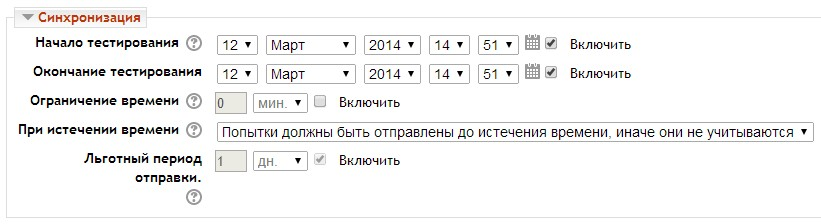 Синхронизация
Начало тестирования 12 Март 2014 14 51 Включить
Окончание тестирования 12 Март 2014 14 51 Включить
Ограничение времени 0 мин. Включить
При истечении времени Попытки должны быть отправлены до истечения времени, иначе они не учитываются
Льготный период 1 дн. Включить
отправки.